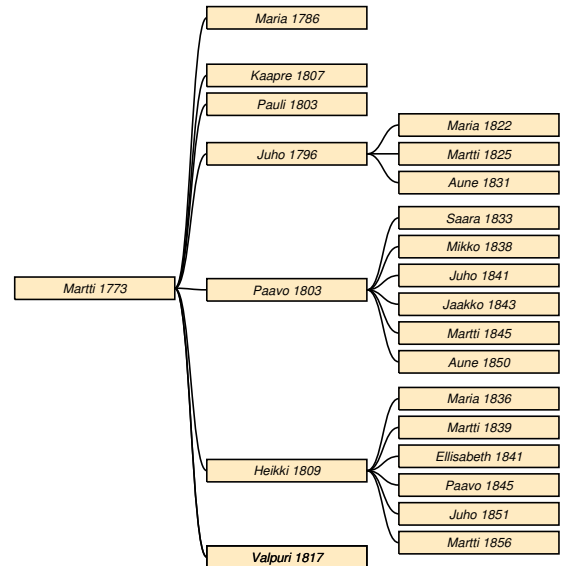 Maria 1786
Kaapre 1807
Pauli 1803
Maria 1822
Juho 1796
Martti 1825
Aune 1831
Saara 1833
Mikko 1838
Juho 1841
Martti 1773
Paavo 1803
Jaakko 1843
Martti 1845
Aune 1850
Maria 1836
Martti 1839
Ellisabeth 1841
Heikki 1809
Paavo 1845
Juho 1851
Martti 1856
Valpuri 1817